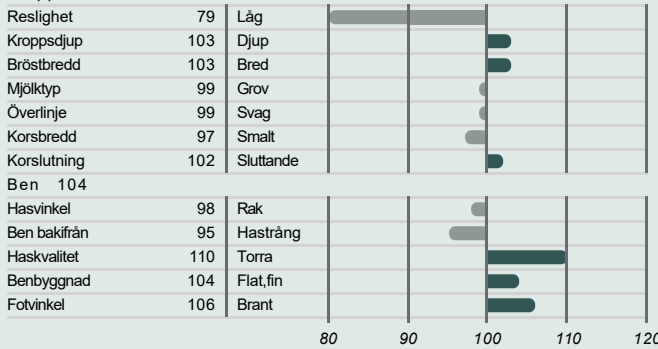 Reslighet 79 Låg
Kroppsdjup 103 Djup
Bröstbredd 103 Bred
Mjölktyp 99 Grov
Överlinje 99 Svag
Korsbredd 97 Smalt
Korslutning 102 Sluttande
Ben 104
Hasvinkel 98 Rak
Ben bakifrån 95 Hastrång
Haskvalitet 110 Torra
Benbyggnad 104 Flat,fin
Fotvinkel 106 Brant
80 90 100 110 120